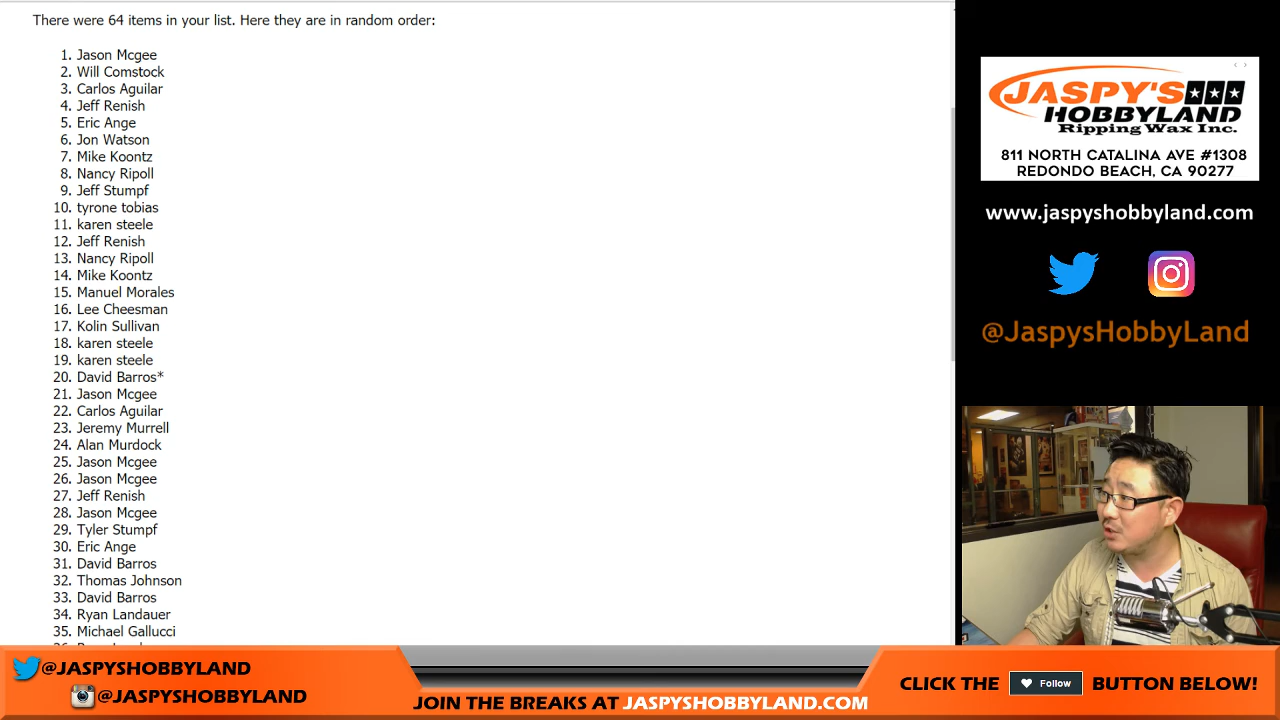 There were 64 items in your list. Here they are in random order:
1. Jason Mcgee
2. Will Comstock
3. Carlos Aguilar
4. Jeff Renish
5. Eric Ange
6. Jon Watson
7. Mike Koontz
8. Nancy Ripoll
9. Jeff Stumpf
10. tyrone tobias
11. karen steele
12. Jeff Renish
13. Nancy Ripoll
14. Mike Koontz
15. Manuel Morales
16. Lee Cheesman
17. Kolin Sullivan
18. karen steele
19. karen steele
20. David Barros*
21. Jason Mcgee
22. Carlos Aguilar
23. Jeremy Murrell
24. Alan Murdock
25. Jason Mcgee
26. Jason Mcgee
27. Jeff Renish
28. Jason Mcgee
29. Tyler Stumpf
30. Eric Ange
31. David Barros
32. Thomas Johnson
33. David Barros
34. Ryan Landauer
35. Michael Gallucci
JASPY'S
HOBBYLAND
Ripping Wax Inc.
811 NORTH CATALINA AVE #1308
REDONDO BEACH, CA 90277
www.jaspyshobbyland.com
@JaspysHobbyLand
@JASPYSHOBBYLAND
@JASPYSHOBBYLAND
JOIN THE BREAKS AT JASPYSHOBBYLAND.COM
CLICK THE Follow BUTTON BELOW!